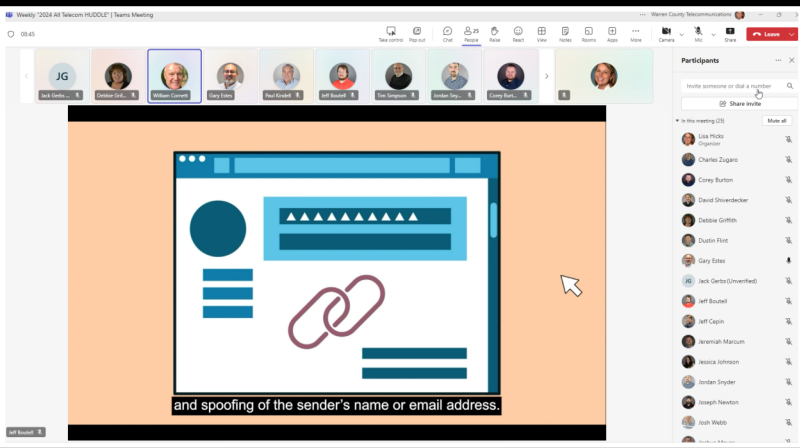 Weekly "2024 All Telecom HUDDLE" | Teams Meeting
Warren County Telecommunications
08:45
Take control
Pop out
Chat
25
People
Raise
React
View
Notes
Rooms
Apps
More
Camera
Mic
Share
Leave
JG
Jack Gerbs ...
Debbie Grif...
William Cornett
Gary Estes
Paul Kindell
Jeff Boutell
Tim Simpson
Jordan Sny...
Corey Burt...
Participants
Invite someone or dial a number
Share invite
In this meeting (25)
Mute all
Lisa Hicks
Organizer
Charles Zugaro
Corey Burton
David Shiverdecker
Debbie Griffith
Dustin Flint
Gary Estes
JG
Jack Gerbs (Unverified)
Jeff Boutell
Jeff Cepin
Jeremiah Marcum
Jessica Johnson
Jordan Snyder
Joseph Newton
Josh Webb
and spoofing of the sender's name or email address.
Jeff Boutell